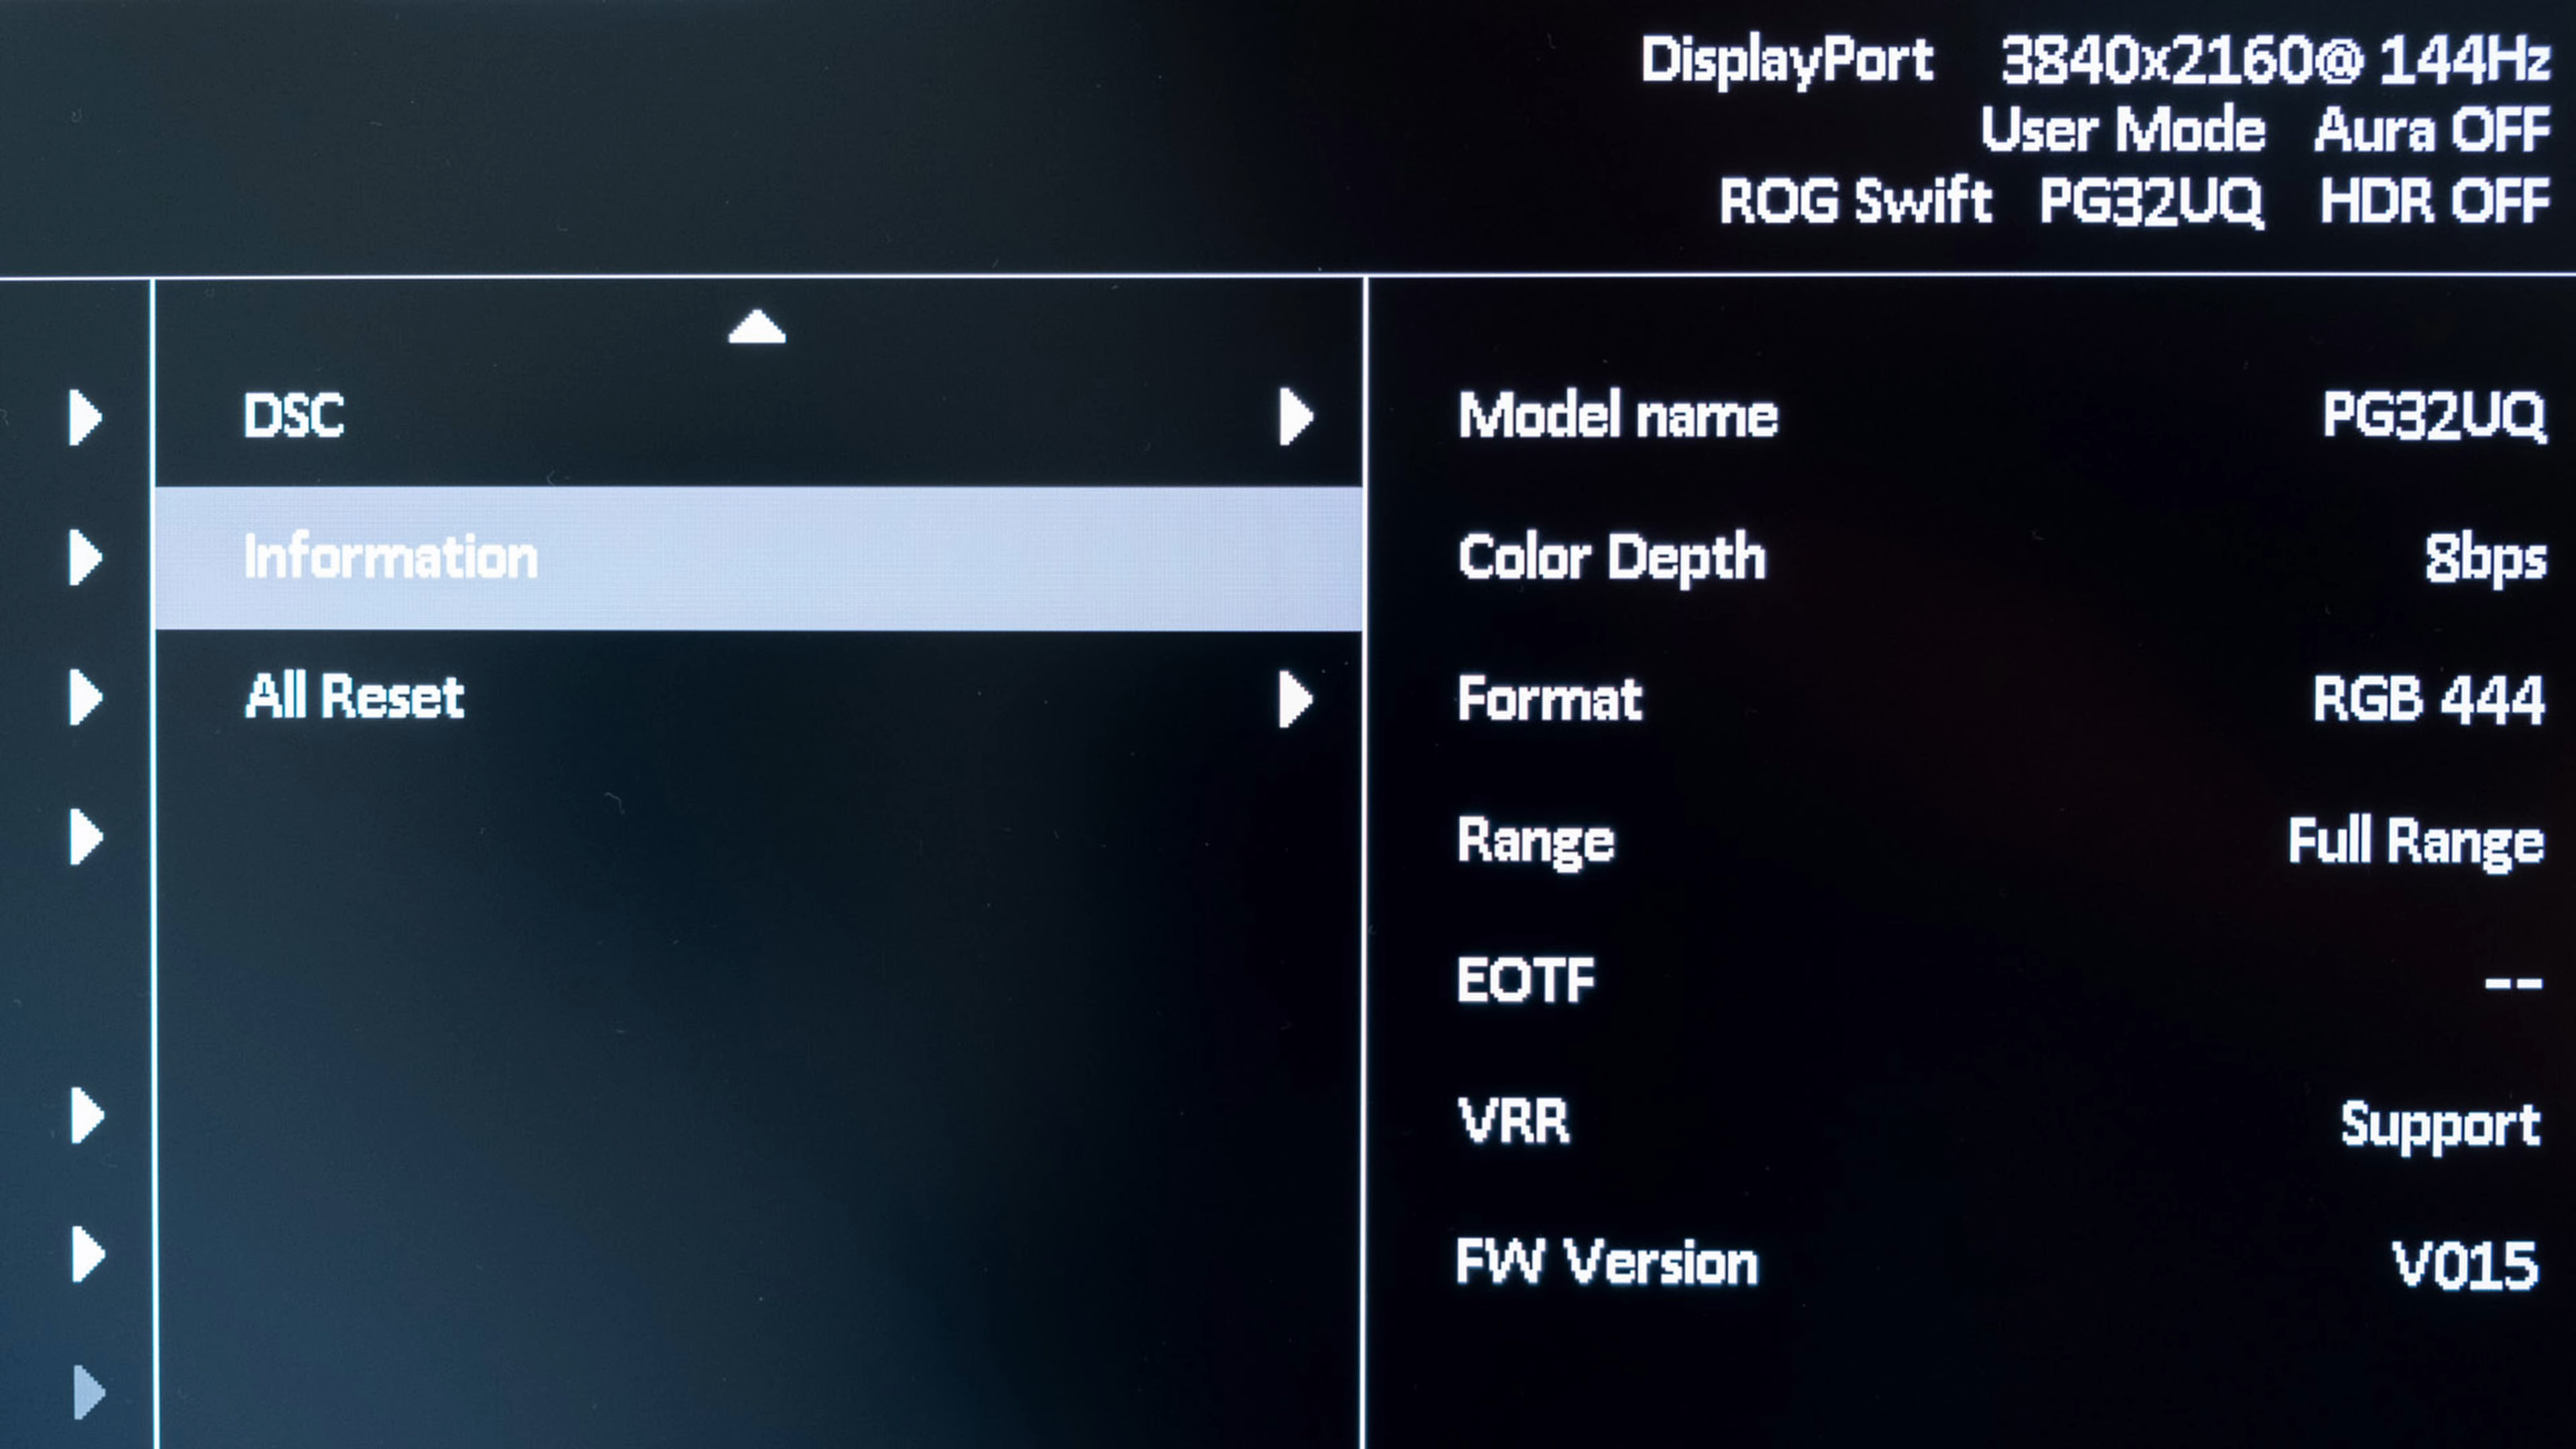 DisplayPort 3840x2160@ 144Hz
User Mode Aura OFF
ROG Swift PG32UQ HDR OFF
DSC
Information
All Reset
Model name PG32UQ
Color Depth 8bps
Format RGB 444
Range Full Range
EOTF --
VRR Support
FW Version V015